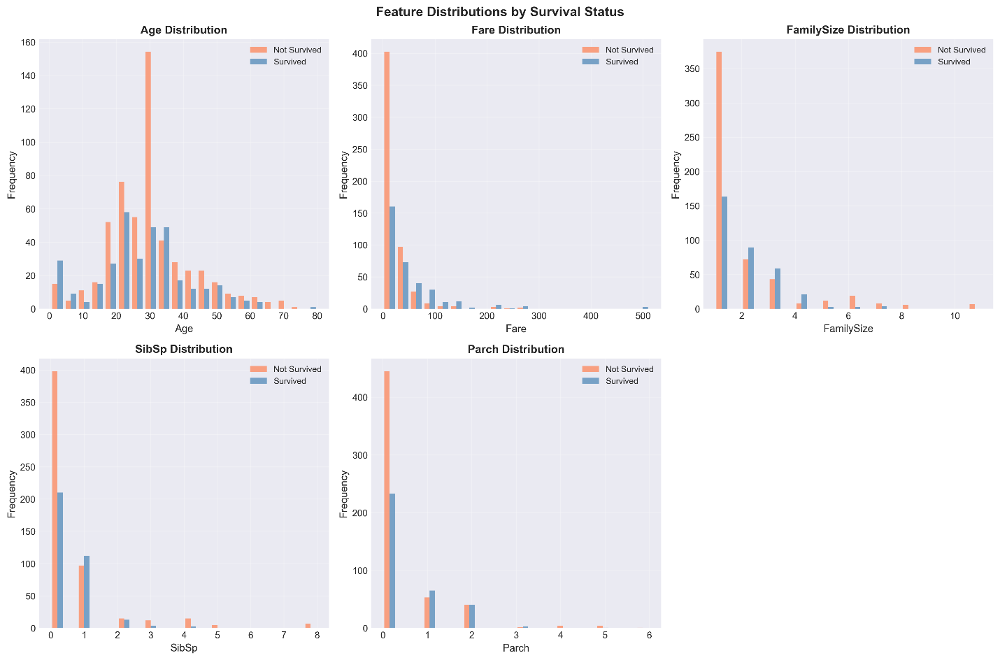 Feature Distributions by Survival Status
Age Distribution
Not Survived
Survived
160
140
120
100
80
60
40
20
0
Frequency
0 10 20 30 40 50 60 70 80
Age
Fare Distribution
Not Survived
Survived
400
350
300
250
200
150
100
50
0
Frequency
0 100 200 300 400 500
Fare
FamilySize Distribution
Not Survived
Survived
350
300
250
200
150
100
50
0
Frequency
2 4 6 8 10
FamilySize
SibSp Distribution
Not Survived
Survived
400
350
300
250
200
150
100
50
0
Frequency
0 1 2 3 4 5 6 7 8
SibSp
Parch Distribution
Not Survived
Survived
400
300
200
100
0
Frequency
0 1 2 3 4 5 6
Parch